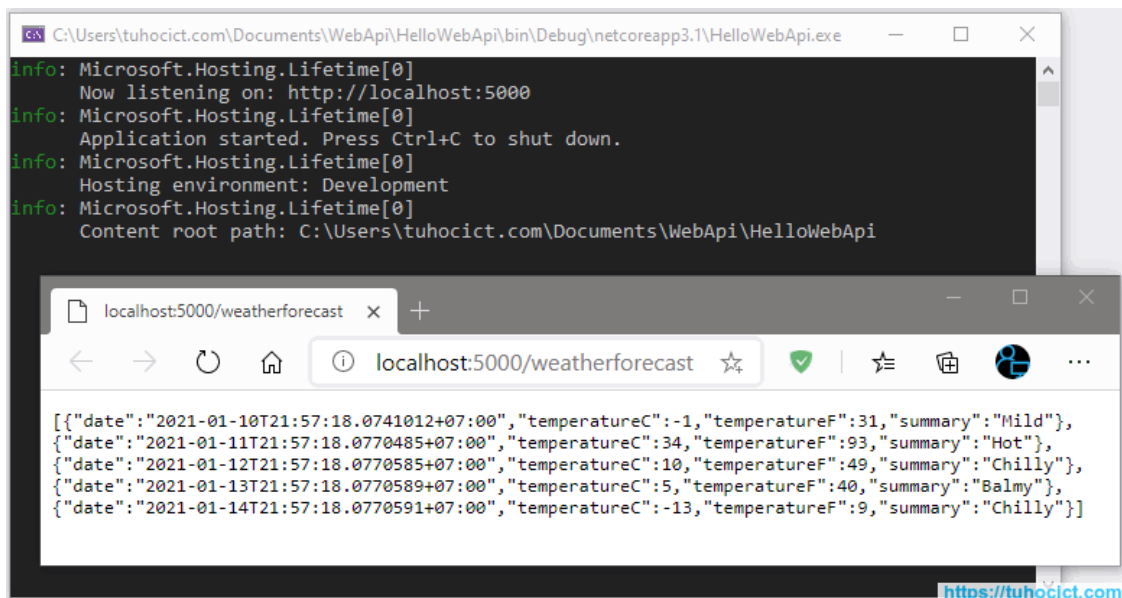 C:\Users\tuhocict.com\Documents\WebApi\HelloWebApi\bin\Debug\netcoreapp3.1\HelloWebApi.exe
info: Microsoft.Hosting.Lifetime[0]
Now listening on: http://localhost:5000
info: Microsoft.Hosting.Lifetime[0]
Application started. Press Ctrl+C to shut down.
info: Microsoft.Hosting.Lifetime[0]
Hosting environment: Development
info: Microsoft.Hosting.Lifetime[0]
Content root path: C:\Users\tuhocict.com\Documents\WebApi\HelloWebApi
localhost:5000/weatherforecast
localhost:5000/weatherforecast
[{"date":"2021-01-10T21:57:18.0741012+07:00","temperatureC":-1,"temperatureF":31,"summary":"Mild"},
{"date":"2021-01-11T21:57:18.0770485+07:00","temperatureC":34,"temperatureF":93,"summary":"Hot"},
{"date":"2021-01-12T21:57:18.0770585+07:00","temperatureC":10,"temperatureF":49,"summary":"Chilly"},
{"date":"2021-01-13T21:57:18.0770589+07:00","temperatureC":5,"temperatureF":40,"summary":"Balmy"},
{"date":"2021-01-14T21:57:18.0770591+07:00","temperatureC":-13,"temperatureF":9,"summary":"Chilly"}]
https://tuhocict.com